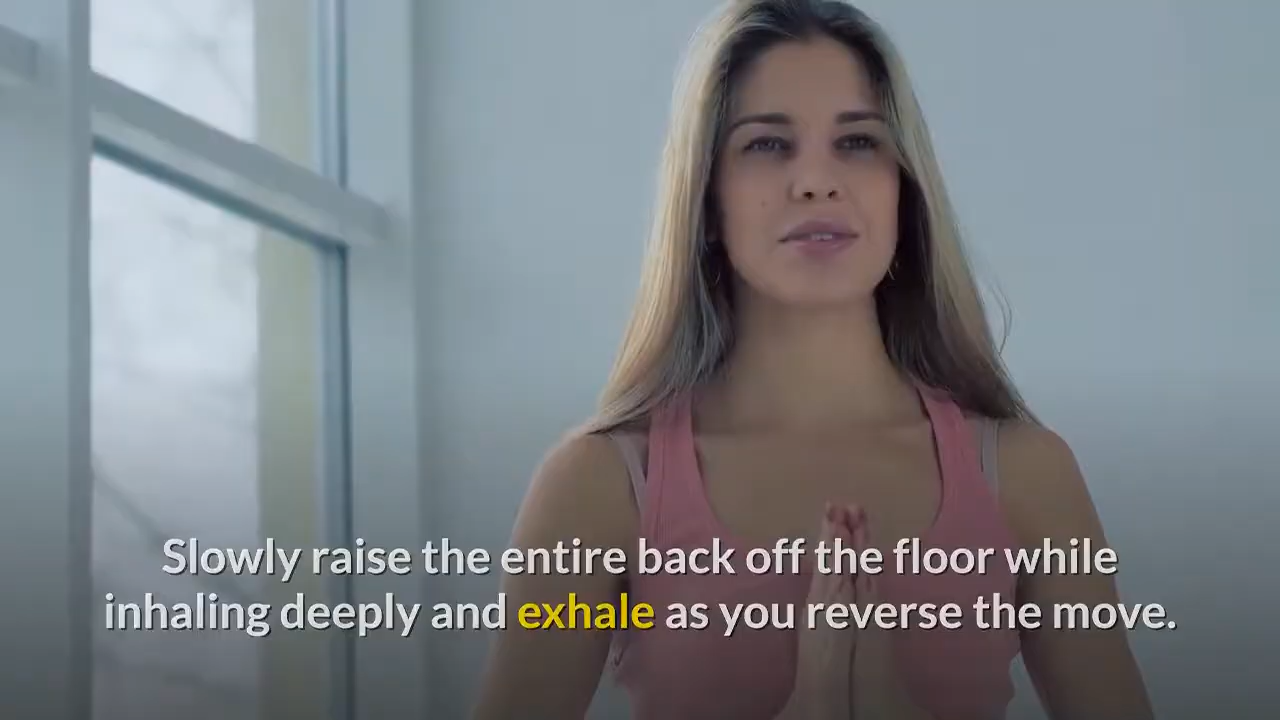 Slowly raise the entire back off the floor while
inhaling deeply and exhale as you reverse the move.